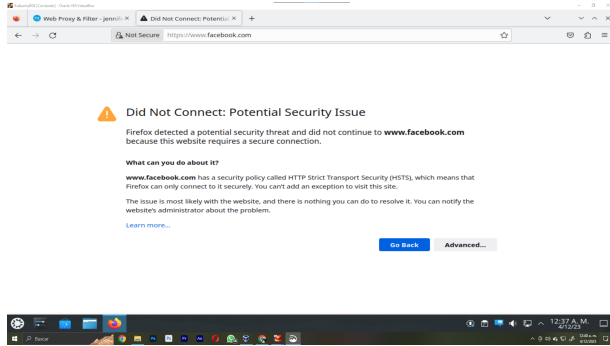 Web Proxy & Filter - jennif
Did Not Connect: Potential
Not Secure https://www.facebook.com
Did Not Connect: Potential Security Issue
Firefox detected a potential security threat and did not continue to www.facebook.com
because this website requires a secure connection.
What can you do about it?
www.facebook.com has a security policy called HTTP Strict Transport Security (HSTS), which means that
Firefox can only connect to it securely. You can't add an exception to visit this site.
The issue is most likely with the website, and there is nothing you can do to resolve it. You can notify the
website's administrator about the problem.
Learn more...
Go Back Advanced...
12:37 A. M.
4/12/23
Buscar